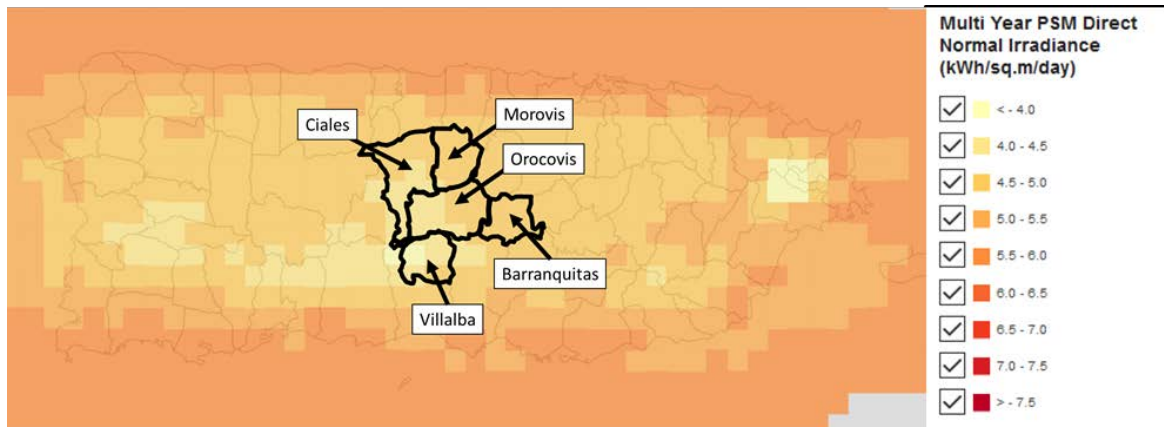 Ciales
Morovis
Orocovis
Barranquitas
Villalba
Multi Year PSM Direct
Normal Irradiance
(kWh/sq.m/day)
< - 4.0
4.0 - 4.5
4.5 - 5.0
5.0 - 5.5
5.5 - 6.0
6.0 - 6.5
6.5 - 7.0
7.0 - 7.5
> - 7.5